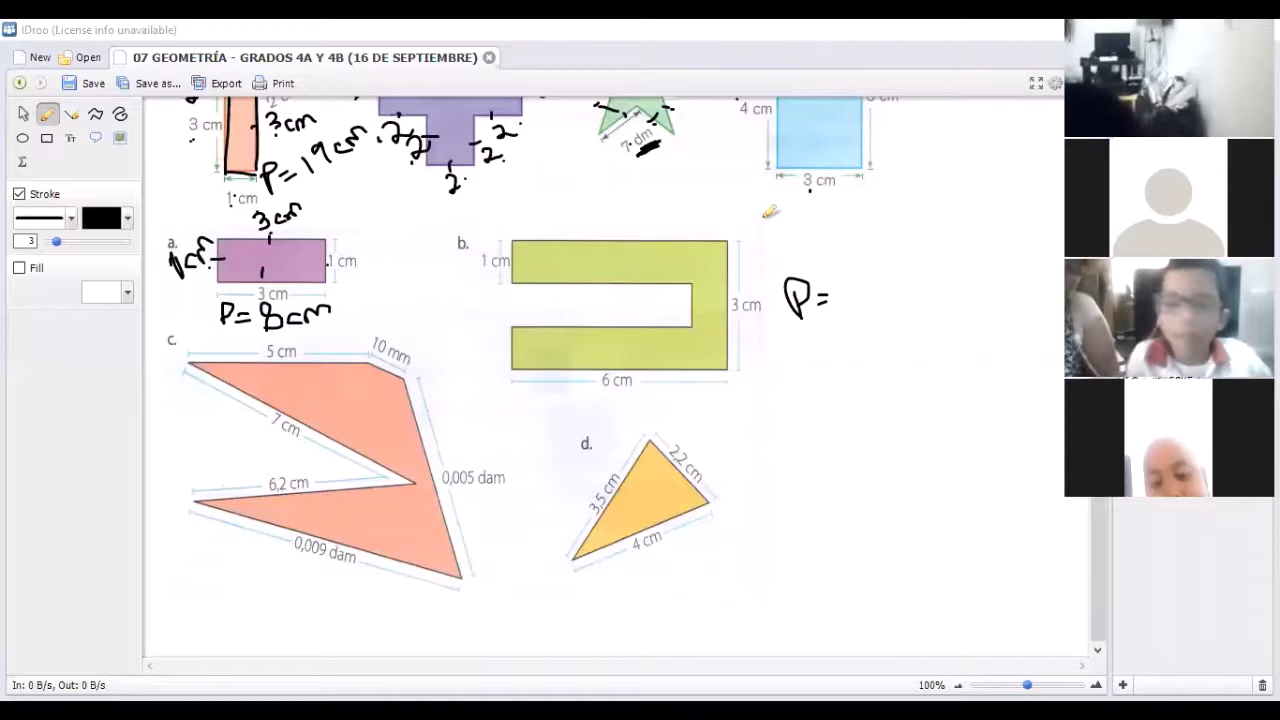 iDroo (License info unavailable)
New Open 07 GEOMETRÍA - GRADOS 4A Y 4B (16 DE SEPTIEMBRE)
Save Save as... Export Print
Stroke
3
Fill
3 cm
3 cm
1 cm
P = 19 cm
2
2
2
2
2
7 dm
4 cm
3 cm
a.
3 cm
1 cm
3 cm
P = 8 cm
b.
1 cm
3 cm
6 cm
P =
c.
5 cm
10 mm
7 cm
6,2 cm
0,005 dam
0,009 dam
d.
2,2 cm
3,5 cm
4 cm
In: 0 B/s, Out: 0 B/s
100%